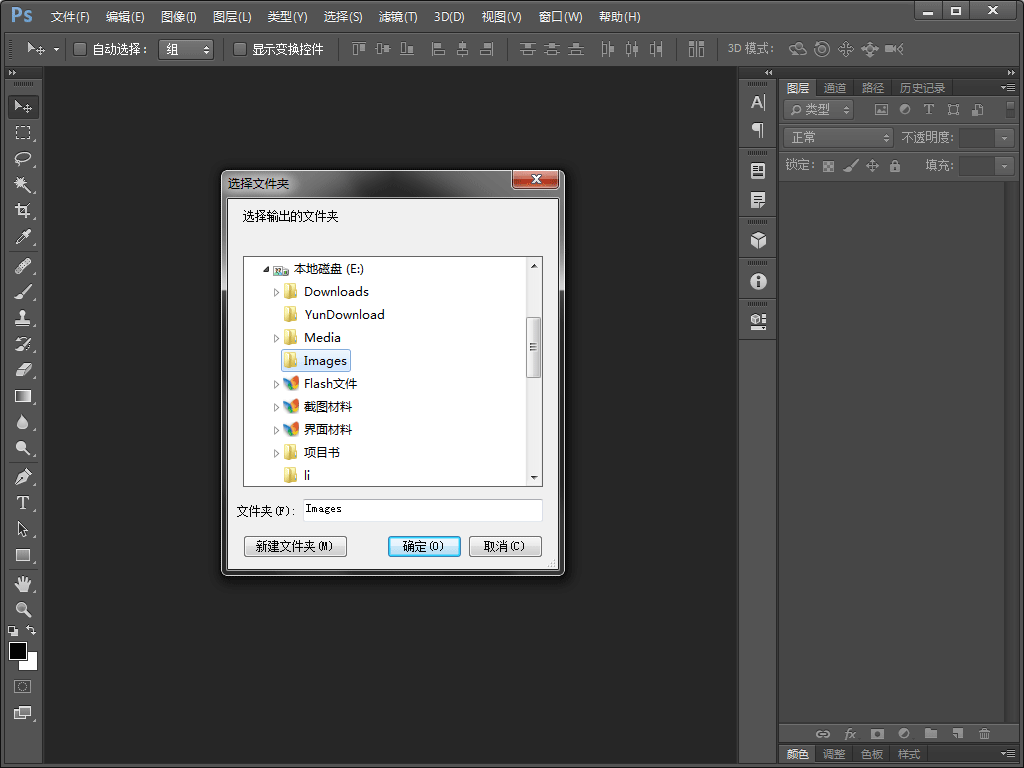 Ps 文件(F) 编辑(E) 图像(I) 图层(L) 类型(Y) 选择(S) 滤镜(T) 3D(D) 视图(V) 窗口(W) 帮助(H)
自动选择： 组 显示变换控件 3D 模式：
图层 通道 路径 历史记录
类型
正常 不透明度:
锁定: 填充:
选择文件夹
选择输出的文件夹
本地磁盘 (E:)
Downloads
YunDownload
Media
Images
Flash文件
截图材料
界面材料
项目书
li
文件夹(F): Images
新建文件夹(M) 确定(O) 取消(C)
颜色 调整 色板 样式